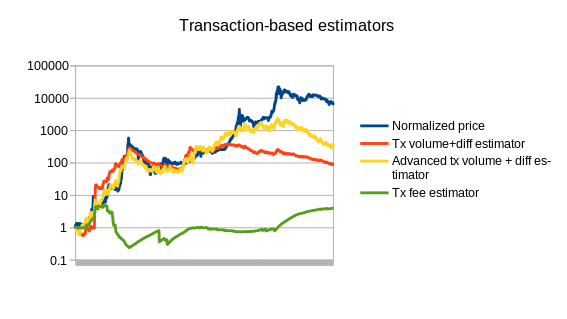 Transaction-based estimators
100000
10000
1000
100
10
1
0.1
Normalized price
Tx volume+diff estimator
Advanced tx volume + diff es-
timator
Tx fee estimator